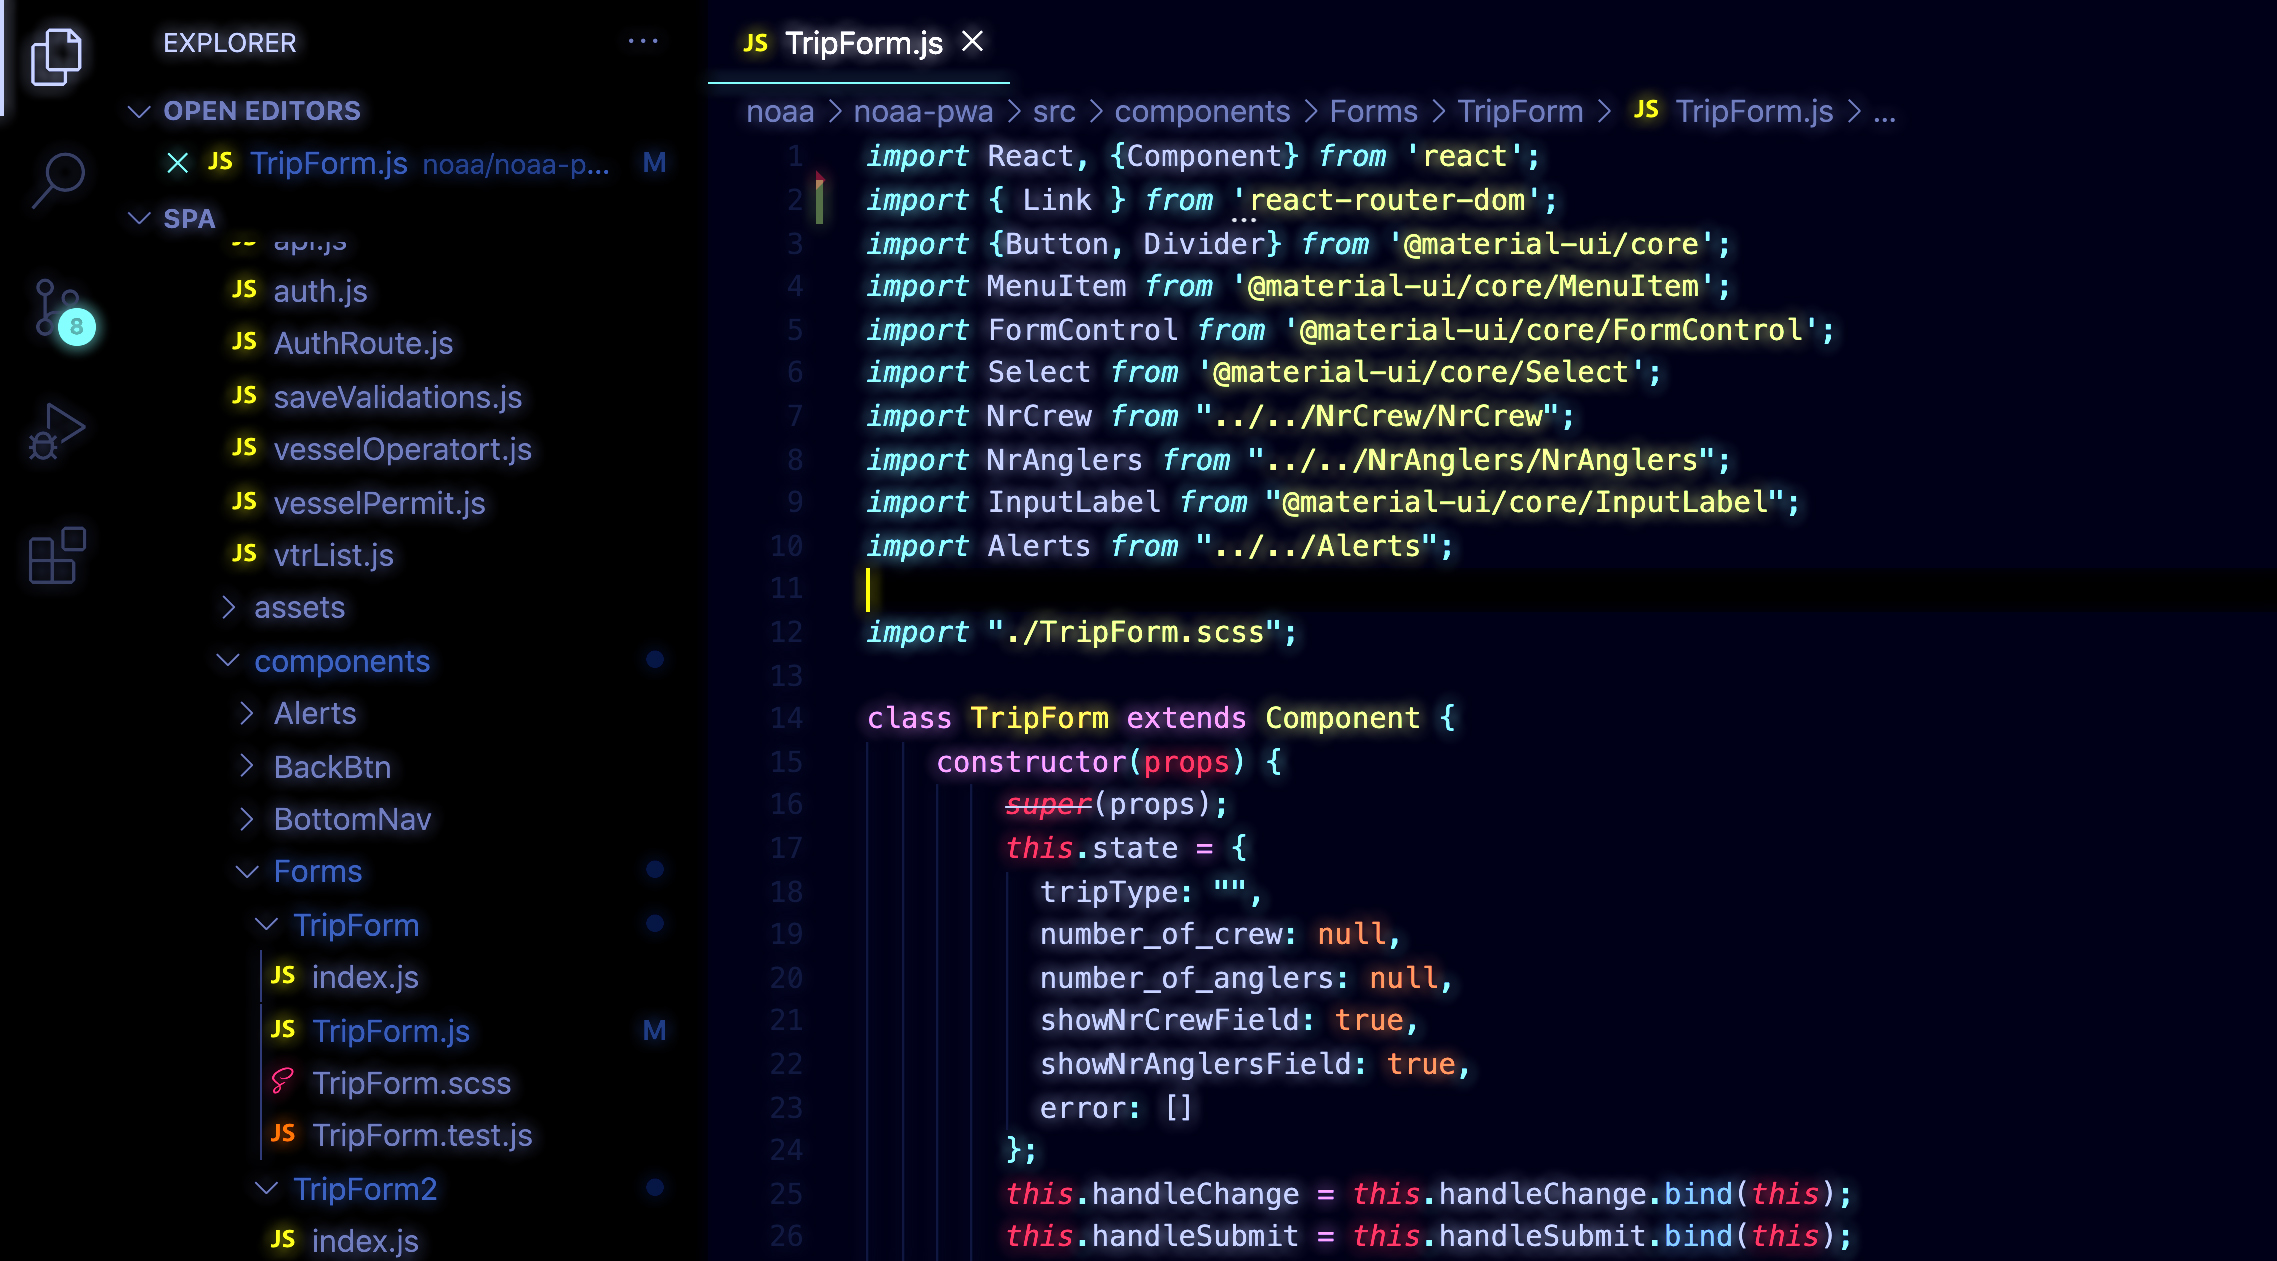 EXPLORER
OPEN EDITORS
JS TripForm.js noaa/noaa-p... M
SPA
api.js
JS auth.js
8
JS AuthRoute.js
JS saveValidations.js
JS vesselOperatort.js
JS vesselPermit.js
JS vtrList.js
assets
components
Alerts
BackBtn
BottomNav
Forms
TripForm
JS index.js
JS TripForm.js M
TripForm.scss
JS TripForm.test.js
TripForm2
JS index.js
JS TripForm.js
noaa > noaa-pwa > src > components > Forms > TripForm > JS TripForm.js > ...
1 import React, {Component} from 'react';
2 import { Link } from 'react-router-dom';
3 import {Button, Divider} from '@material-ui/core';
4 import MenuItem from '@material-ui/core/MenuItem';
5 import FormControl from '@material-ui/core/FormControl';
6 import Select from '@material-ui/core/Select';
7 import NrCrew from "../../NrCrew/NrCrew";
8 import NrAnglers from "../../NrAnglers/NrAnglers";
9 import InputLabel from "@material-ui/core/InputLabel";
10 import Alerts from "../../Alerts";
11
12 import "./TripForm.scss";
13
14 class TripForm extends Component {
15 constructor(props) {
16 super(props);
17 this.state = {
18 tripType: "",
19 number_of_crew: null,
20 number_of_anglers: null,
21 showNrCrewField: true,
22 showNrAnglersField: true,
23 error: []
24 };
25 this.handleChange = this.handleChange.bind(this);
26 this.handleSubmit = this.handleSubmit.bind(this);